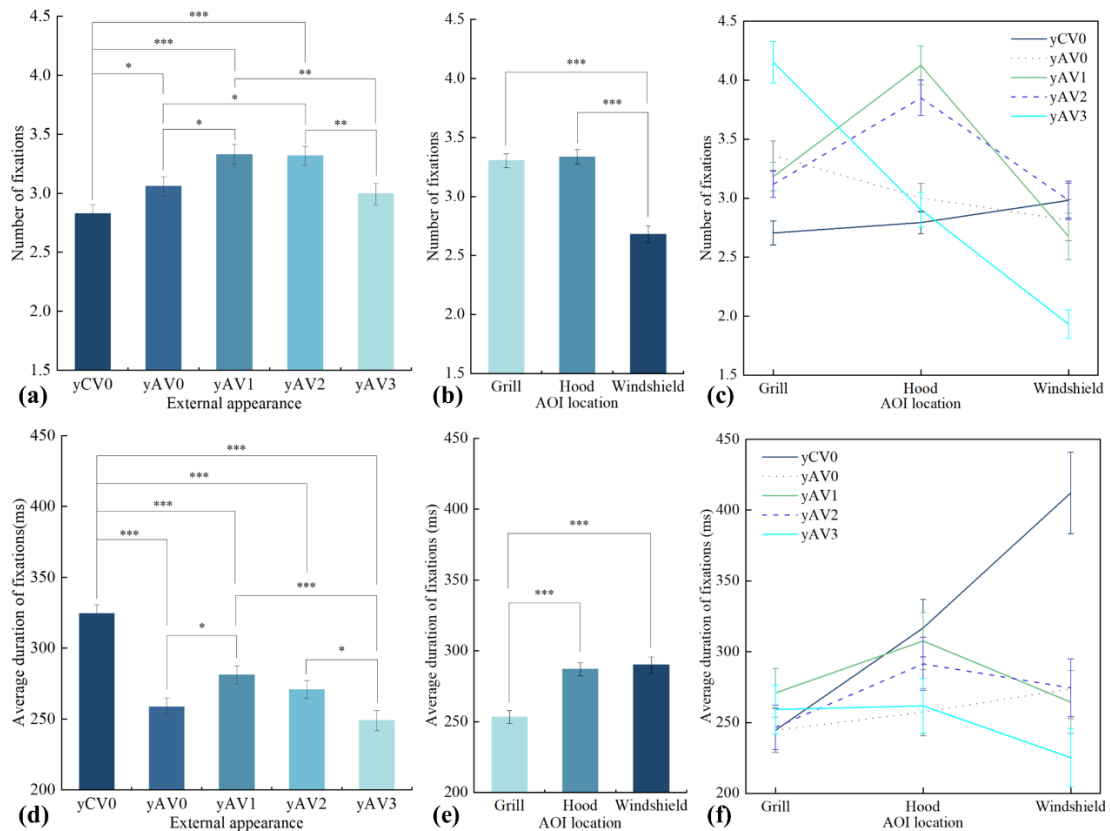 4.5
4.0
3.5
3.0
2.5
2.0
1.5
Number of fixations
***
***
**
*
*
*
**
yCV0 yAV0 yAV1 yAV2 yAV3
External appearance
(a)
4.5
4.0
3.5
3.0
2.5
2.0
1.5
Number of fixations
***
***
Grill Hood Windshield
AOI location
(b)
4.5
4.0
3.5
3.0
2.5
2.0
1.5
Number of fixations
yCV0
yAV0
yAV1
yAV2
yAV3
Grill Hood Windshield
AOI location
(c)
450
400
350
300
250
200
Average duration of fixations(ms)
***
***
***
***
***
*
*
yCV0 yAV0 yAV1 yAV2 yAV3
External appearance
(d)
450
400
350
300
250
200
Average duration of fixations (ms)
***
***
Grill Hood Windshield
AOI location
(e)
450
400
350
300
250
200
Average duration of fixations (ms)
yCV0
yAV0
yAV1
yAV2
yAV3
Grill Hood Windshield
AOI location
(f)